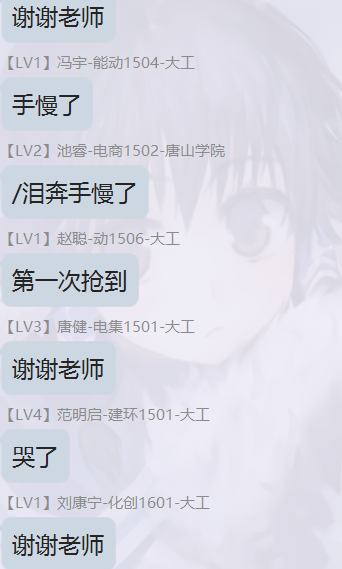 谢谢老师
【LV1】冯宇-能动1504-大工
手慢了
【LV2】池睿-电商1502-唐山学院
/泪奔手慢了
【LV1】赵聪-动1506-大工
第一次抢到
【LV3】唐健-电集1501-大工
谢谢老师
【LV4】范明启-建环1501-大工
哭了
【LV1】刘康宁-化创1601-大工
谢谢老师